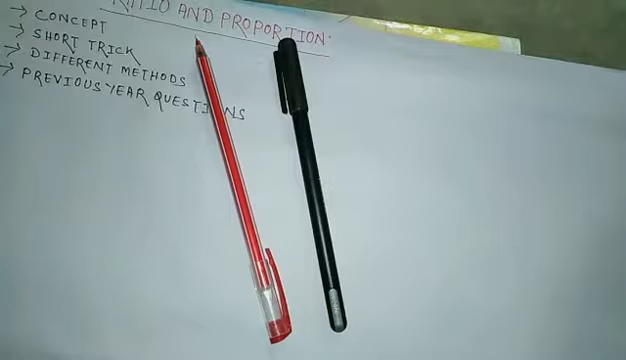 RATIO AND PROPORTION
→ CONCEPT
→ SHORT TRICK
→ DIFFERENT METHODS
→ PREVIOUS YEAR QUESTIONS